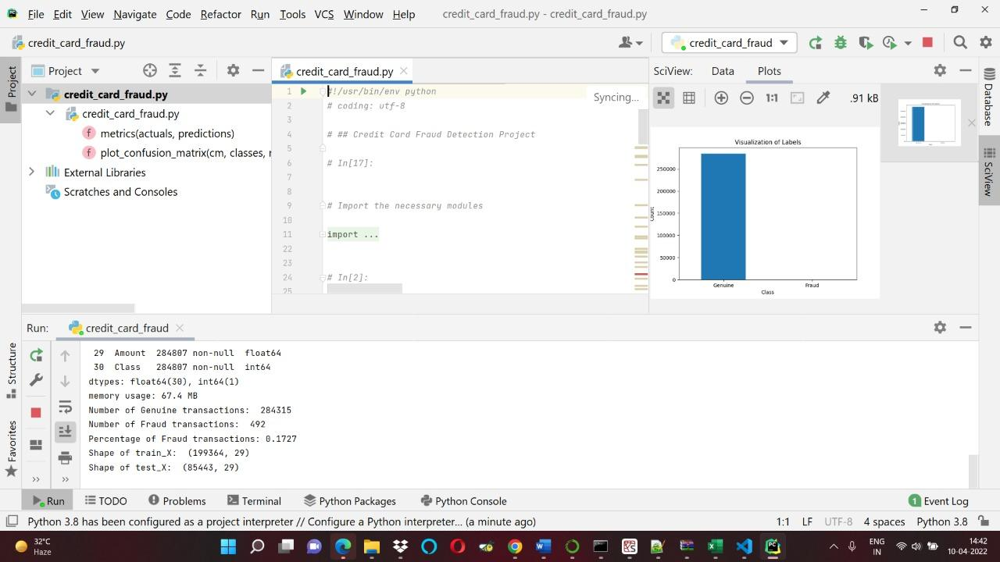 File Edit View Navigate Code Refactor Run Tools VCS Window Help credit_card_fraud.py - credit_card_fraud.py
credit_card_fraud.py
credit_card_fraud
Project
Project
credit_card_fraud.py
credit_card_fraud.py
metrics(actuals, predictions)
plot_confusion_matrix(cm, classes,
External Libraries
Scratches and Consoles
credit_card_fraud.py
1 #!/usr/bin/env python
Syncing...
2 # coding: utf-8
3
4 # ## Credit Card Fraud Detection Project
5
6 # In[17]:
7
8
9 # Import the necessary modules
10
11 import ...
22
23
24 # In[2]:
25
SciView: Data Plots
1:1 .91 kB
Visualization of Labels
250000
200000
150000
100000
50000
0
Count
Genuine Fraud
Class
Database
SciView
Run: credit_card_fraud
29 Amount 284807 non-null float64
30 Class 284807 non-null int64
dtypes: float64(30), int64(1)
memory usage: 67.4 MB
Number of Genuine transactions: 284315
Number of Fraud transactions: 492
Percentage of Fraud transactions: 0.1727
Shape of train_X: (199364, 29)
Shape of test_X: (85443, 29)
Structure
Favorites
Run TODO Problems Terminal Python Packages Python Console 1 Event Log
Python 3.8 has been configured as a project interpreter // Configure a Python interpreter... (a minute ago) 1:1 LF UTF-8 4 spaces Python 3.8
32°C
Haze
ENG
IN
14:42
10-04-2022